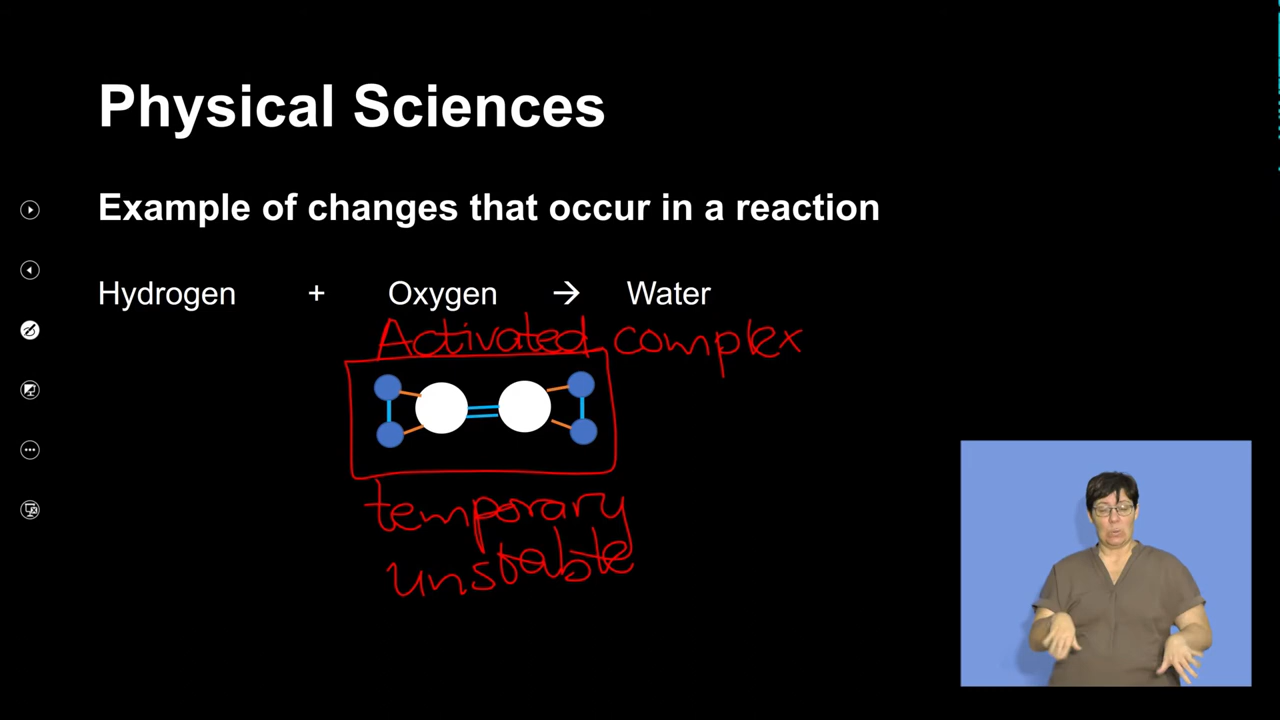 Physical Sciences
Example of changes that occur in a reaction
Hydrogen + Oxygen → Water
Activated complex
temporary
unstable